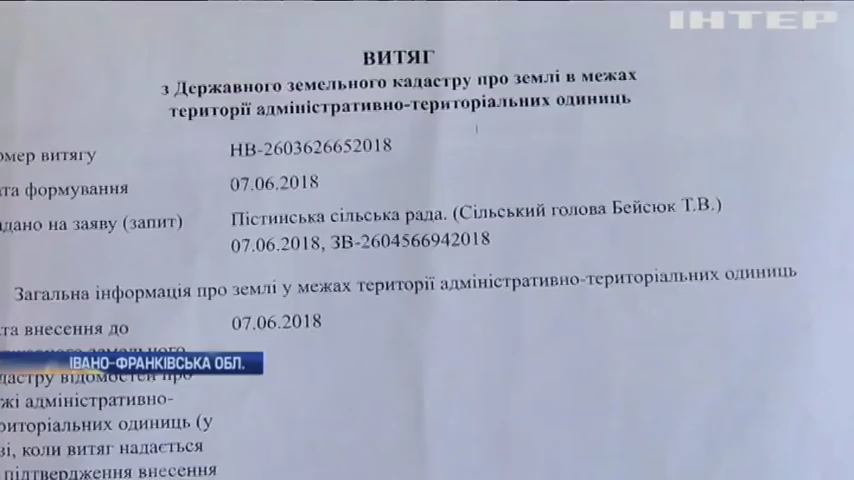 ІНТЕР
ВИТЯГ
з Державного земельного кадастру про землі в межах
території адміністративно-територіальних одиниць
омер витягу
НВ-2603626652018
та формування
07.06.2018
дано на заяву (запит)
Пістинська сільська рада. (Сільський голова Бейсюк Т.В.)
07.06.2018, ЗВ-2604566942018
Загальна інформація про землі у межах території адміністративно-територіальних одиниць
та внесення до
07.06.2018
ІВАНО-ФРАНКІВСЬКА ОБЛ.
дастру відомостей про
жі адміністративно-
риторіальних одиниць (у
зі, коли витяг надається
підтвердження внесення